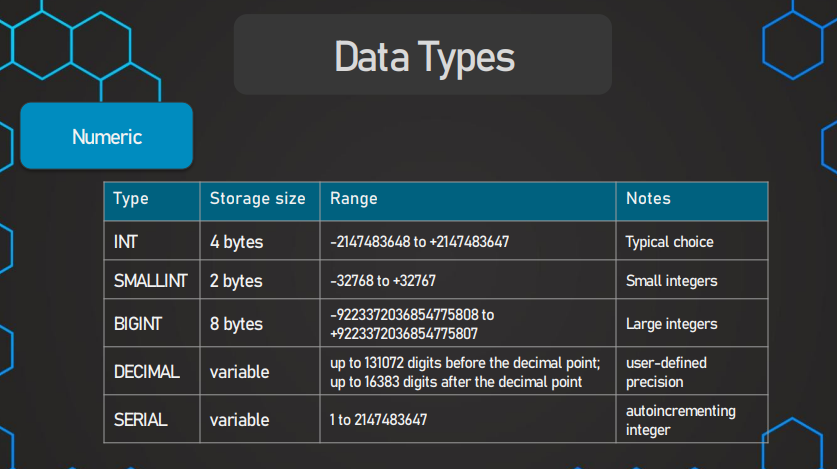 Data Types
Numeric
Type Storage size Range Notes
INT 4 bytes -2147483648 to +2147483647 Typical choice
SMALLINT 2 bytes -32768 to +32767 Small integers
BIGINT 8 bytes -9223372036854775808 to
+9223372036854775807 Large integers
DECIMAL variable up to 131072 digits before the decimal point;
up to 16383 digits after the decimal point user-defined
precision
SERIAL variable 1 to 2147483647 autoincrementing
integer